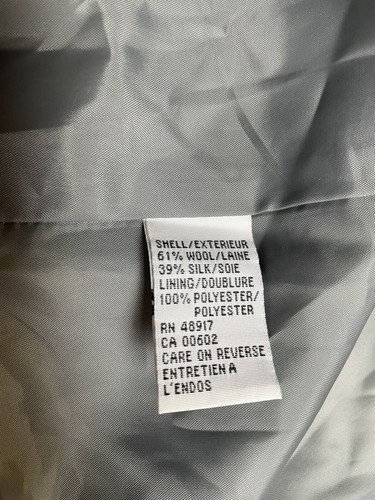 SHELL/EXTERIEUR
61% WOOL/LAINE
39% SILK/SOIE
LINING/DOUBLURE
100% POLYESTER/
POLYESTER
RN 48917
CA 00602
CARE ON REVERSE
ENTRETIEN A
L'ENDOS